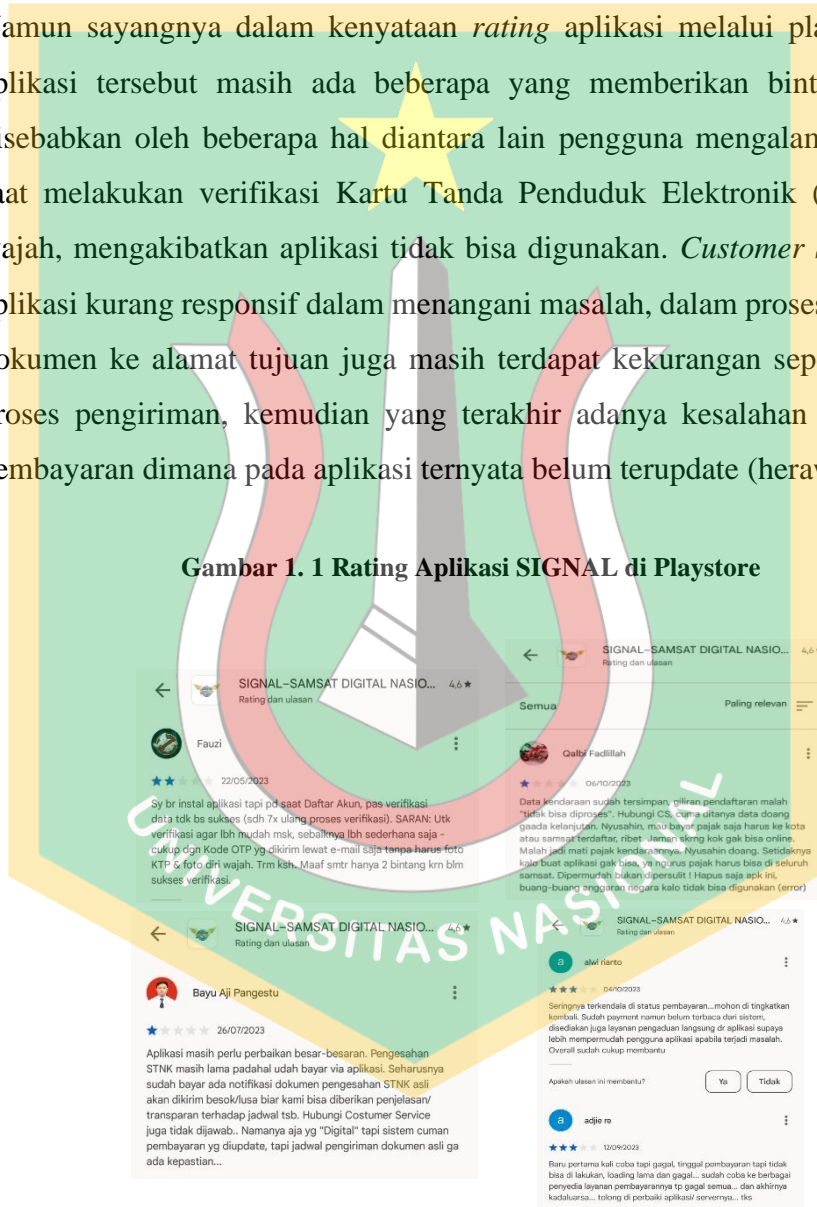 Namun sayangnya dalam kenyataan rating aplikasi melalui
aplikasi tersebut masih ada beberapa yang memberikan
disebabkan oleh beberapa hal diantara lain pengguna
saat melakukan verifikasi Kartu Tanda Penduduk Elektronik (
wajah, mengakibatkan aplikasi tidak bisa digunakan. Customer
aplikasi kurang responsif dalam menangani masalah, dalam proses
dokumen ke alamat tujuan juga masih terdapat kekurangan
proses pengiriman, kemudian yang terakhir adanya kesalahan
pembayaran dimana pada aplikasi ternyata belum terupdate
Gambar 1. 1 Rating Aplikasi SIGNAL di Playstore
SIGNAL–SAMSAT DIGITAL NASIO... 4,6★
Rating dan ulasan
Fauzi
22/05/2023
Sy br instal aplikasi tapi pd saat Daftar Akun, pas verifikasi
data tdk bs sukses (sdh 7x ulang proses verifikasi). SARAN: Utk
verifikasi agar lbh mudah msk, sebaiknya lbh sederhana saja -
cukup dgn Kode OTP yg dikirim lewat e-mail saja tanpa harus foto
KTP & foto diri wajah. Trm ksh. Maaf smtr hanya 2 bintang krn blm
sukses verifikasi.
SIGNAL–SAMSAT DIGITAL NASIO... 4,6
Rating dan ulasan
Semua Paling relevan
Qalbi Fadlillah
06/10/2023
Data kendaraan sudah tersimpan, giliran pendaftaran malah
"tidak bisa diproses". Hubungi CS, cuma ditanya data doang
gaada kelanjutan. Nyusahin, mau bayar pajak saja harus ke kota
atau samsat terdaftar, ribet. Jaman skrng kok gak bisa online.
Malah jadi mati pajak kendaraannya. Nyusahin doang. Setidaknya
kalo buat aplikasi gak bisa, ya ngurus pajak harus bisa di seluruh
samsat. Dipermudah bukan dipersulit ! Hapus saja apk ini,
buang-buang anggaran negara kalo tidak bisa digunakan (error)
SIGNAL–SAMSAT DIGITAL NASIO... 4,6★
Rating dan ulasan
Bayu Aji Pangestu
26/07/2023
Aplikasi masih perlu perbaikan besar-besaran. Pengesahan
STNK masih lama padahal udah bayar via aplikasi. Seharusnya
sudah bayar ada notifikasi dokumen pengesahan STNK asli
akan dikirim besok/lusa biar kami bisa diberikan penjelasan/
transparan terhadap jadwal tsb. Hubungi Costumer Service
juga tidak dijawab.. Namanya aja yg "Digital" tapi sistem cuman
pembayaran yg diupdate, tapi jadwal pengiriman dokumen asli ga
ada kepastian...
SIGNAL–SAMSAT DIGITAL NASIO... 4,6★
Rating dan ulasan
a alwi rianto
04/10/2023
Seringnya terkendala di status pembayaran...mohon di tingkatkan
kembali. Sudah payment namun belum terbaca dari sistem,
disediakan juga layanan pengaduan langsung dr aplikasi supaya
lebih mempermudah pengguna aplikasi apabila terjadi masalah.
Overall sudah cukup membantu
Apakah ulasan ini membantu? Ya Tidak
a adjie re
12/09/2023
Baru pertama kali coba tapi gagal, tinggal pembayaran tapi tidak
bisa di lakukan, loading lama dan gagal... sudah coba ke berbagai
penyedia layanan pembayarannya tp gagal semua... dan akhirnya
kadaluarsa... tolong di perbaiki aplikasi/ servernya... tks
UNIVERSITAS NASIONAL